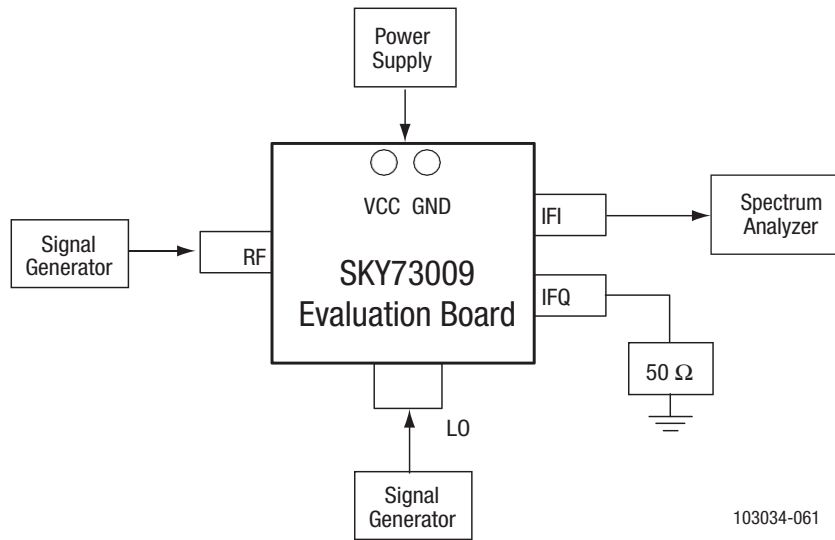 Power
Supply
VCC GND
IFI
Spectrum
Analyzer
Signal
Generator
RF
SKY73009
Evaluation Board
IFQ
50 Ω
LO
Signal
Generator
103034-061